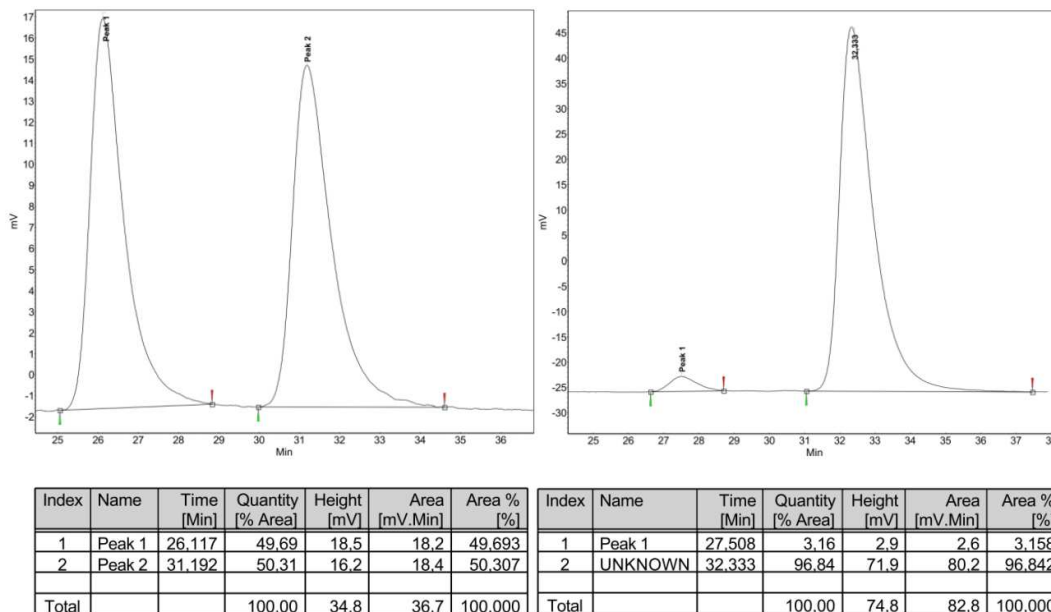 17
16
15
14
13
12
11
10
9
8
7
6
5
4
3
2
1
0
-1
-2
mV
Peak 1
Peak 2
25 26 27 28 29 30 31 32 33 34 35 36
Min
45
40
35
30
25
20
15
10
5
0
-5
-10
-15
-20
-25
-30
mV
Peak 1
32,333
25 26 27 28 29 30 31 32 33 34 35 36 37
Min
Index Name Time [Min] Quantity [% Area] Height [mV] Area [mV.Min] Area % [%]
1 Peak 1 26,117 49,69 18,5 18,2 49,693
2 Peak 2 31,192 50,31 16,2 18,4 50,307
Total 100,00 34,8 36,7 100,000
Index Name Time [Min] Quantity [% Area] Height [mV] Area [mV.Min] Area % [%]
1 Peak 1 27,508 3,16 2,9 2,6 3,158
2 UNKNOWN 32,333 96,84 71,9 80,2 96,842
Total 100,00 74,8 82,8 100,000